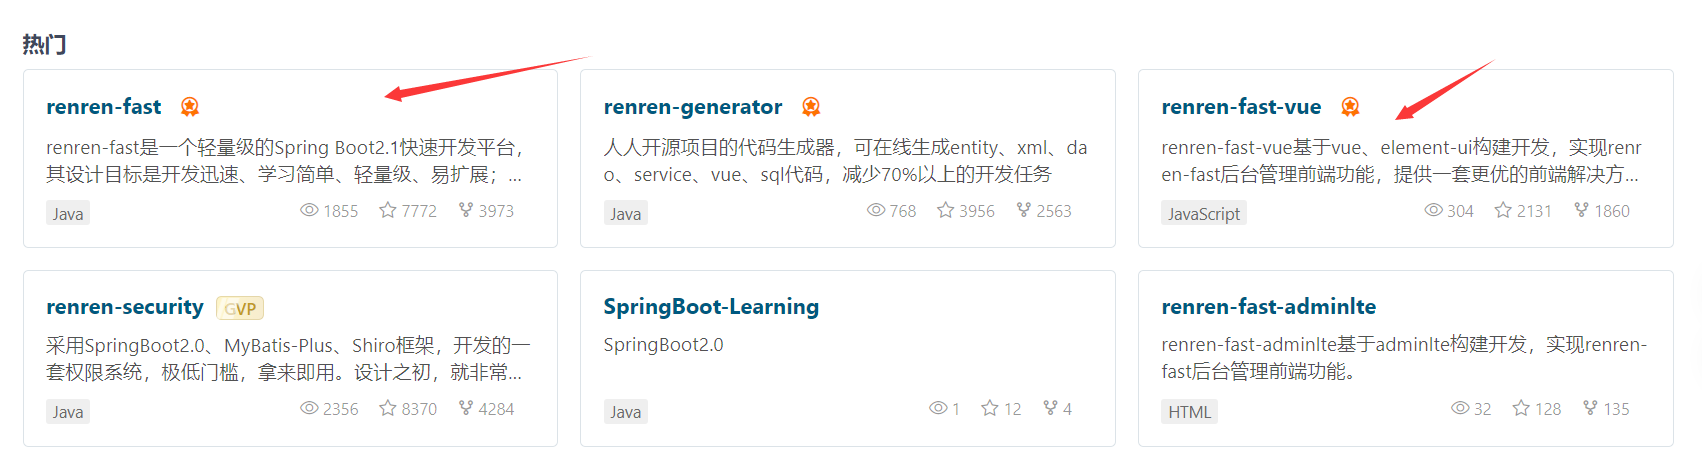 热门
renren-fast
renren-fast是一个轻量级的Spring Boot2.1快速开发平台，
其设计目标是开发迅速、学习简单、轻量级、易扩展；...
Java 1855 7772 3973
renren-generator
人人开源项目的代码生成器，可在线生成entity、xml、da
o、service、vue、sql代码，减少70%以上的开发任务
Java 768 3956 2563
renren-fast-vue
renren-fast-vue基于vue、element-ui构建开发，实现renr
en-fast后台管理前端功能，提供一套更优的前端解决方...
JavaScript 304 2131 1860
renren-security GVP
采用SpringBoot2.0、MyBatis-Plus、Shiro框架，开发的一
套权限系统，极低门槛，拿来即用。设计之初，就非常...
Java 2356 8370 4284
SpringBoot-Learning
SpringBoot2.0
Java 1 12 4
renren-fast-adminlte
renren-fast-adminlte基于adminlte构建开发，实现renren-
fast后台管理前端功能。
HTML 32 128 135